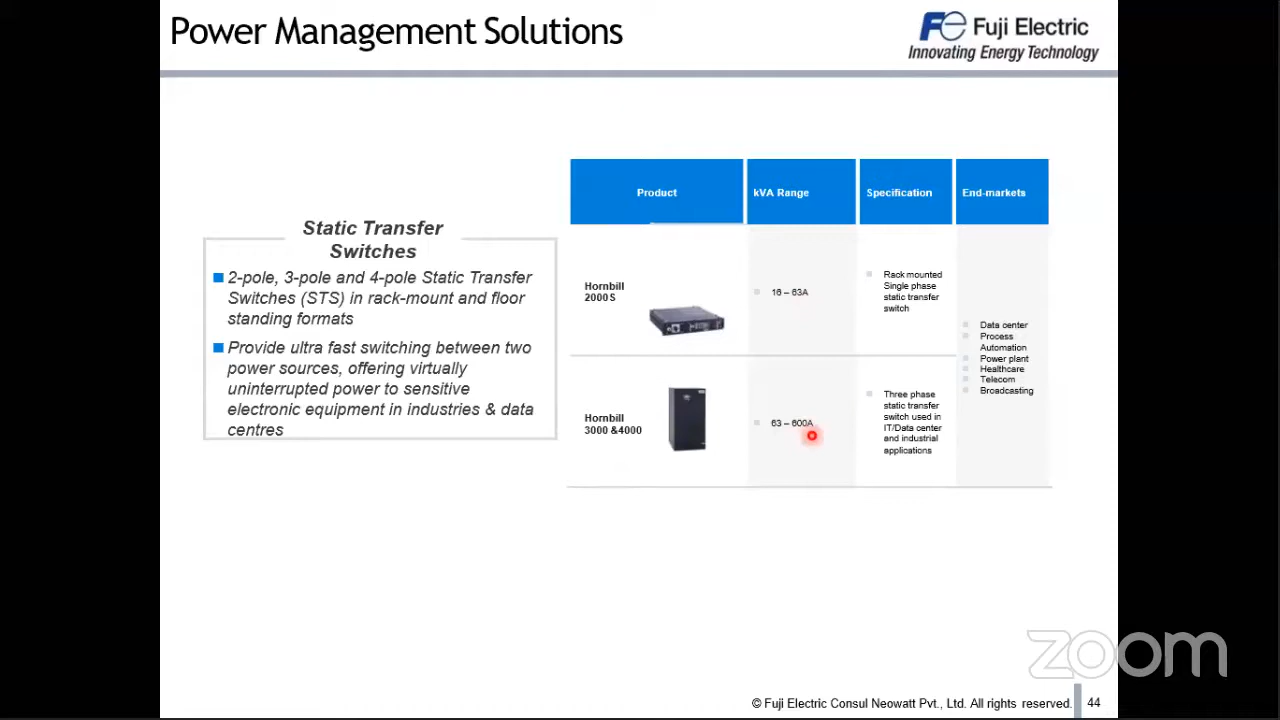 Power Management Solutions
Fuji Electric
Innovating Energy Technology
Static Transfer
Switches
2-pole, 3-pole and 4-pole Static Transfer
Switches (STS) in rack-mount and floor
standing formats
Provide ultra fast switching between two
power sources, offering virtually
uninterrupted power to sensitive
electronic equipment in industries & data
centres
Product
kVA Range
Specification
End-markets
Hornbill
2000 S
16 – 63A
Rack mounted
Single phase
static transfer
switch
Hornbill
3000 &4000
63 – 600A
Three phase
static transfer
switch used in
IT/Data center
and industrial
applications
Data center
Process
Automation
Power plant
Healthcare
Telecom
Broadcasting
zoom
© Fuji Electric Consul Neowatt Pvt., Ltd. All rights reserved.
44